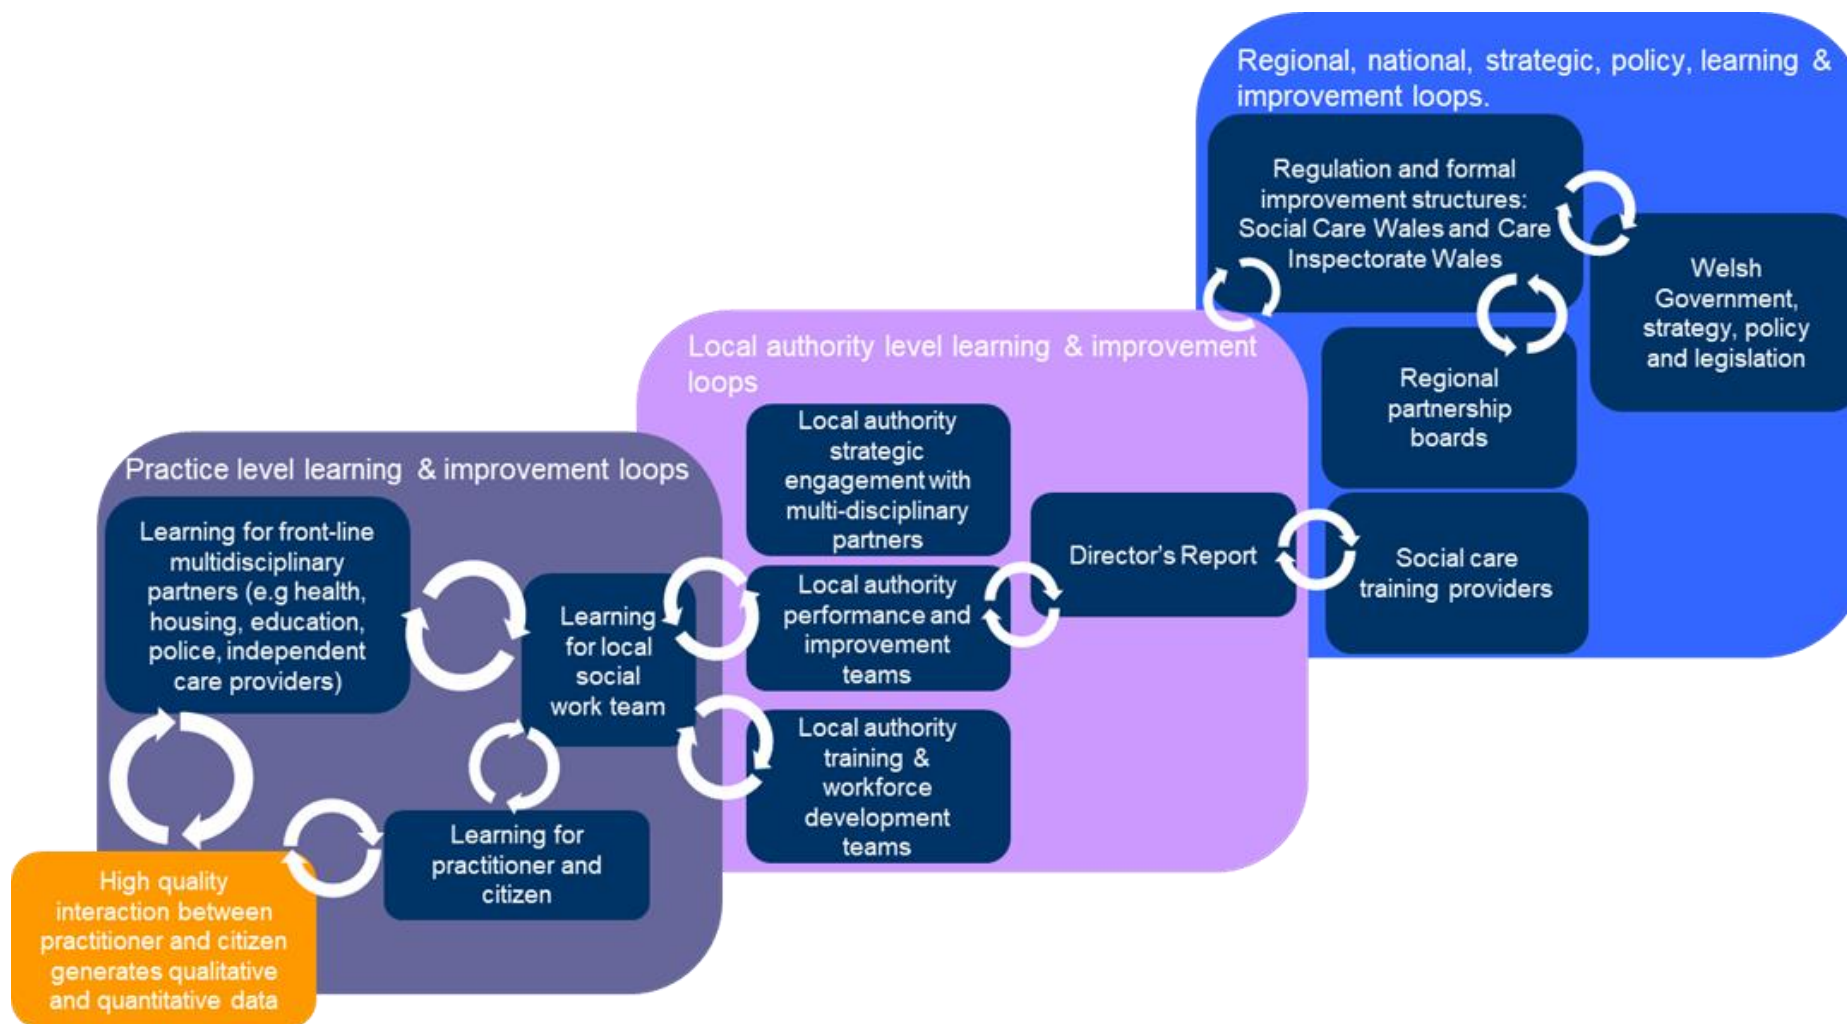 Regional, national, strategic, policy, learning &
improvement loops.
Regulation and formal
improvement structures:
Social Care Wales and Care
Inspectorate Wales
Welsh
Government,
strategy, policy
and legislation
Regional
partnership
boards
Social care
training providers
Local authority level learning & improvement
loops
Local authority
strategic
engagement with
multi-disciplinary
partners
Local authority
performance and
improvement
teams
Local authority
training &
workforce
development
teams
Director's Report
Practice level learning & improvement loops
Learning for front-line
multidisciplinary
partners (e.g health,
housing, education,
police, independent
care providers)
Learning
for local
social
work team
Learning for
practitioner and
citizen
High quality
interaction between
practitioner and citizen
generates qualitative
and quantitative data